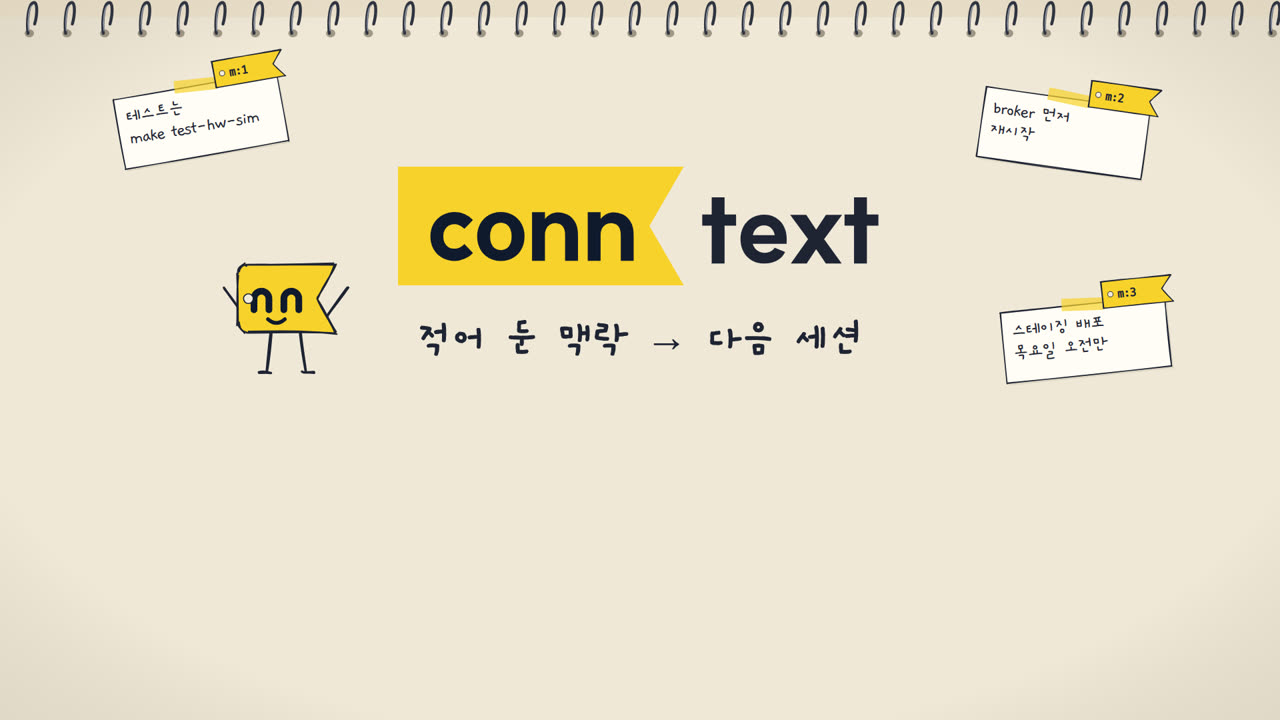 m:1
테스트는
make test-hw-sim
m:2
broker 먼저
재시작
conn text
nn
적어 둔 맥락 → 다음 세션
m:3
스테이징 배포
목요일 오전만